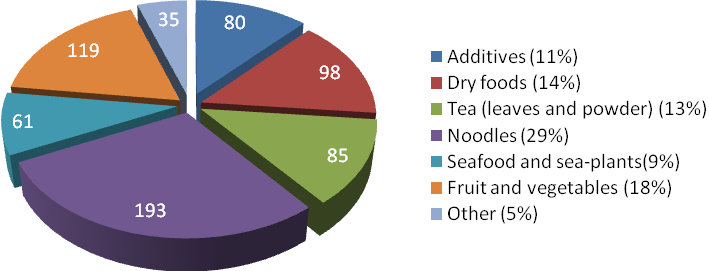 35
80
119
98
61
85
193
Additives (11%)
Dry foods (14%)
Tea (leaves and powder) (13%)
Noodles (29%)
Seafood and sea-plants(9%)
Fruit and vegetables (18%)
Other (5%)